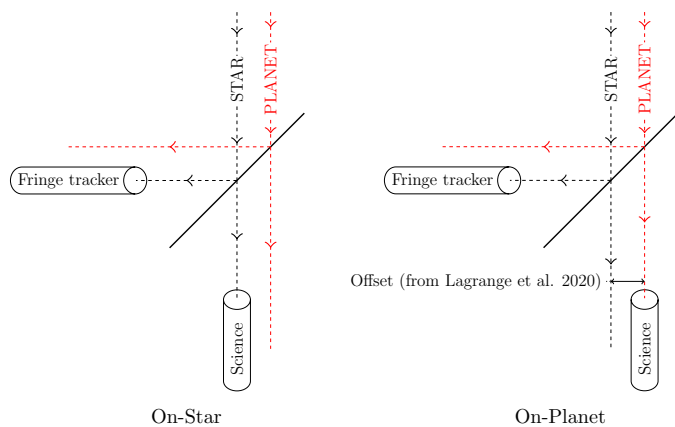 STAR
PLANET
Fringe tracker
Science
On-Star
STAR
PLANET
Fringe tracker
Offset (from Lagrange et al. 2020)
Science
On-Planet